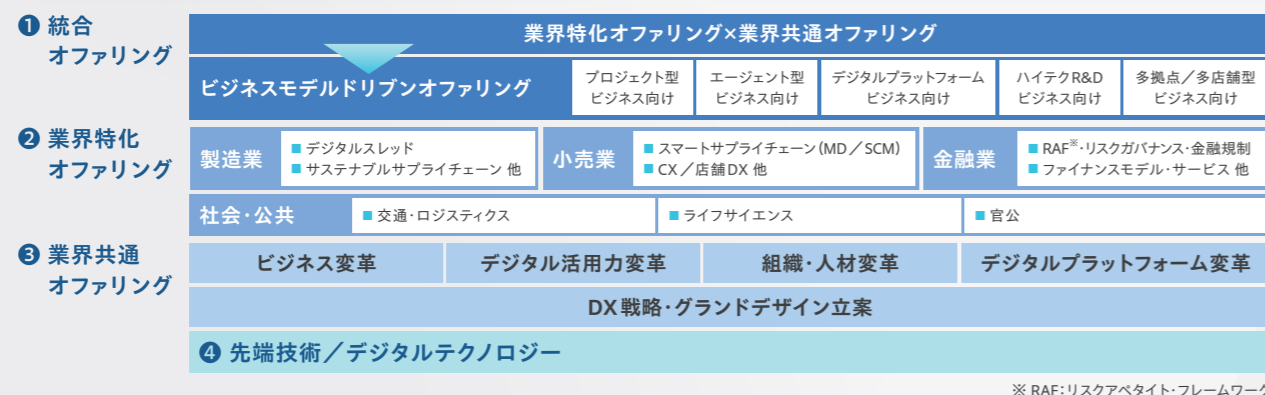 ❶ 統合
オファリング
業界特化オファリング×業界共通オファリング
ビジネスモデルドリブンオファリング
プロジェクト型
ビジネス向け
エージェント型
ビジネス向け
デジタルプラットフォーム
ビジネス向け
ハイテクR&D
ビジネス向け
多拠点／多店舗型
ビジネス向け
❷ 業界特化
オファリング
製造業
■ デジタルスレッド
■ サステナブルサプライチェーン 他
小売業
■ スマートサプライチェーン（MD／SCM）
■ CX／店舗DX 他
金融業
■ RAF※・リスクガバナンス・金融規制
■ ファイナンスモデル・サービス 他
社会・公共
■ 交通・ロジスティクス
■ ライフサイエンス
■ 官公
❸ 業界共通
オファリング
ビジネス変革
デジタル活用力変革
組織・人材変革
デジタルプラットフォーム変革
DX戦略・グランドデザイン立案
❹ 先端技術／デジタルテクノロジー
※ RAF：リスクアペタイト・フレームワーク